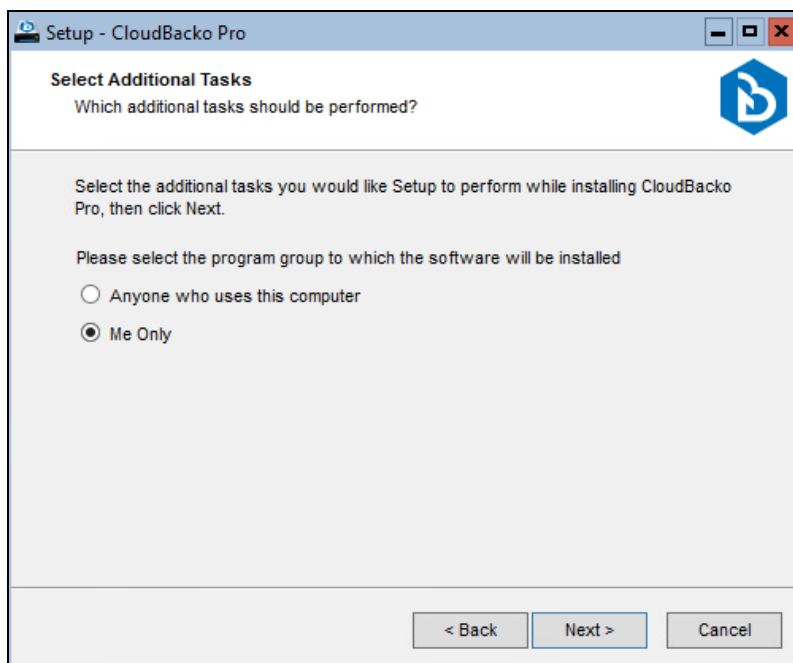 Setup - CloudBacko Pro
Select Additional Tasks
Which additional tasks should be performed?
Select the additional tasks you would like Setup to perform while installing CloudBacko
Pro, then click Next.
Please select the program group to which the software will be installed
Anyone who uses this computer
Me Only
< Back
Next >
Cancel